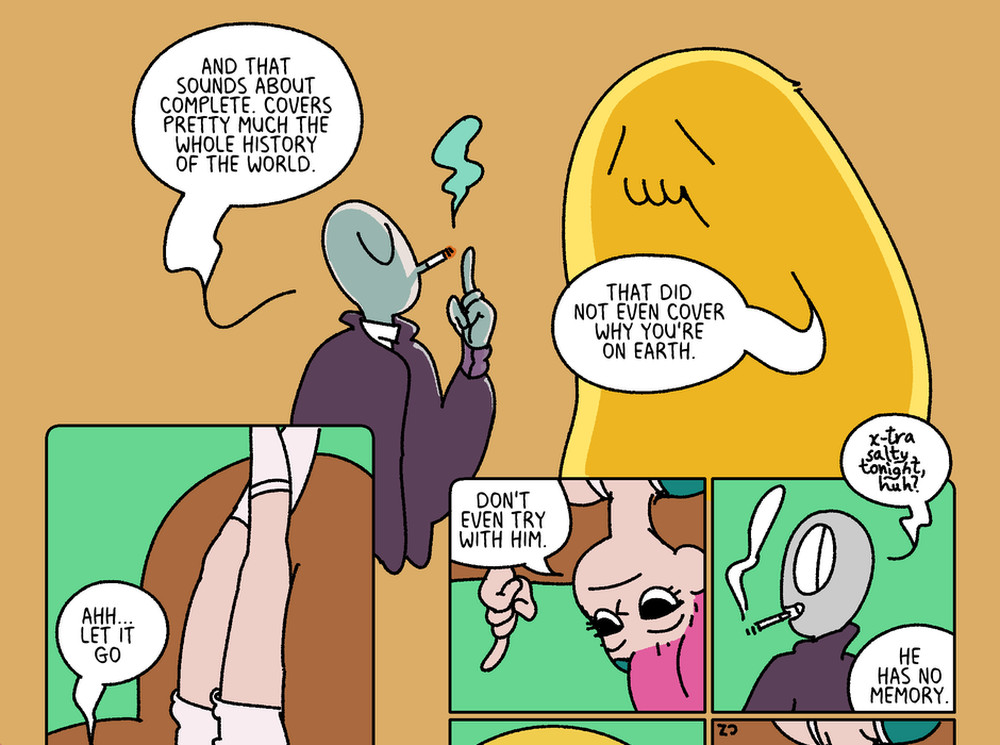 AND THAT
SOUNDS ABOUT
COMPLETE. COVERS
PRETTY MUCH THE
WHOLE HISTORY
OF THE WORLD.
THAT DID
NOT EVEN COVER
WHY YOU'RE
ON EARTH.
AHH...
LET IT
GO
DON'T
EVEN TRY
WITH HIM.
x-tra
salty
tonight,
huh?
HE
HAS NO
MEMORY.